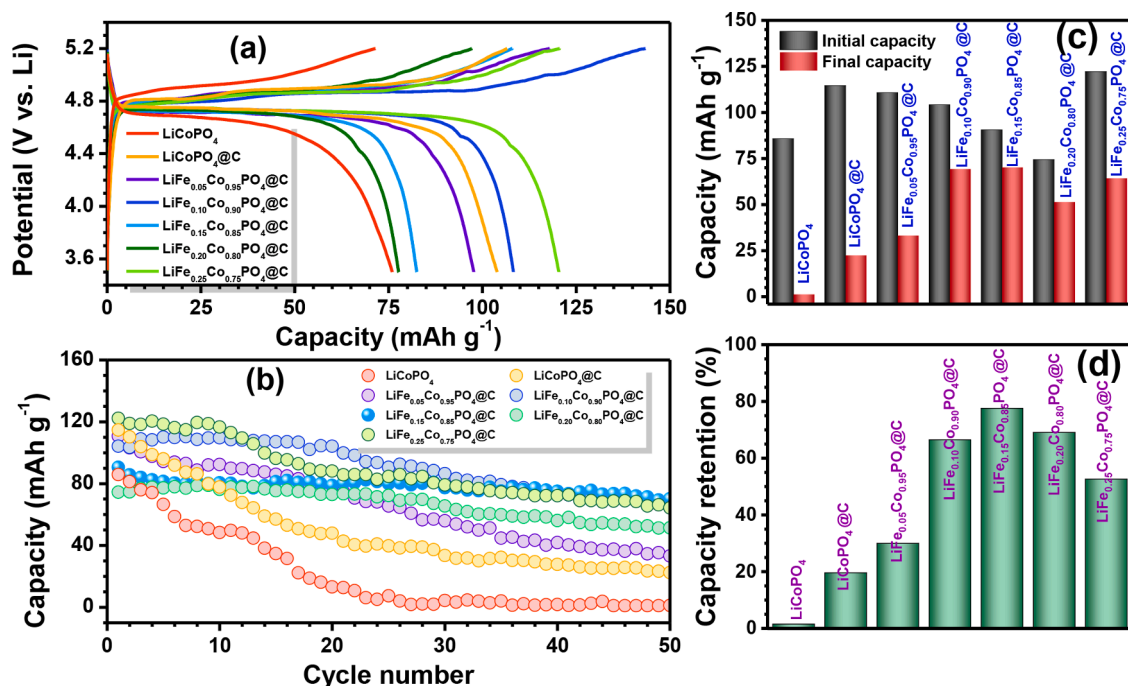 (a)
Potential (V vs. Li)
5.2
4.8
4.4
4.0
3.6
LiCoPO4
LiCoPO4@C
LiFe0.05Co0.95PO4@C
LiFe0.10Co0.90PO4@C
LiFe0.15Co0.85PO4@C
LiFe0.20Co0.80PO4@C
LiFe0.25Co0.75PO4@C
0 25 50 75 100 125 150
Capacity (mAh g-1)
(b)
Capacity (mAh g-1)
160
120
80
40
0
LiCoPO4
LiCoPO4@C
LiFe0.05Co0.95PO4@C
LiFe0.10Co0.90PO4@C
LiFe0.15Co0.85PO4@C
LiFe0.20Co0.80PO4@C
LiFe0.25Co0.75PO4@C
0 10 20 30 40 50
Cycle number
(c)
Capacity (mAh g-1)
150
125
100
75
50
25
0
Initial capacity
Final capacity
LiCoPO4
LiCoPO4@C
LiFe0.05Co0.95PO4@C
LiFe0.10Co0.90PO4@C
LiFe0.15Co0.85PO4@C
LiFe0.20Co0.80PO4@C
LiFe0.25Co0.75PO4@C
(d)
Capacity retention (%)
100
80
60
40
20
0
LiCoPO4
LiCoPO4@C
LiFe0.05Co0.95PO4@C
LiFe0.10Co0.90PO4@C
LiFe0.15Co0.85PO4@C
LiFe0.20Co0.80PO4@C
LiFe0.25Co0.75PO4@C